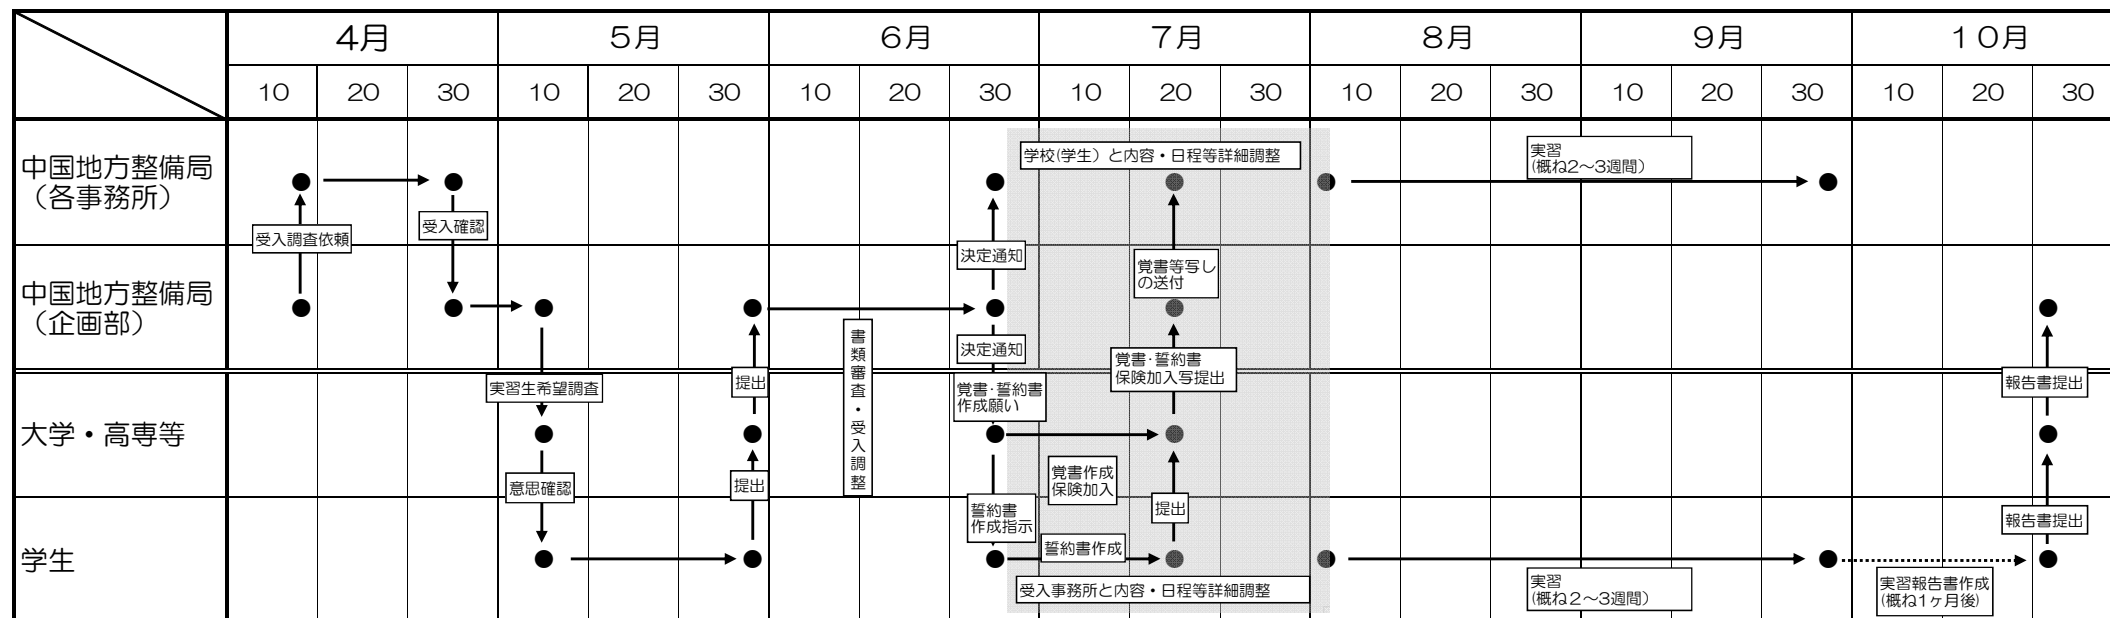 4月
5月
6月
7月
8月
9月
10月
10
20
30
10
20
30
10
20
30
10
20
30
10
20
30
10
20
30
10
20
30
中国地方整備局
（各事務所）
学校(学生）と内容・日程等詳細調整
実習
(概ね2～3週間）
受入調査依頼
受入確認
決定通知
覚書等写し
の送付
中国地方整備局
（企画部）
書類審査・受入調整
決定通知
覚書･誓約書
保険加入写提出
実習生希望調査
提出
覚書･誓約書
作成願い
報告書提出
大学・高専等
意思確認
提出
覚書作成
保険加入
誓約書
作成指示
提出
報告書提出
学生
誓約書作成
受入事務所と内容・日程等詳細調整
実習
(概ね２～3週間）
実習報告書作成
(概ね1ヶ月後)